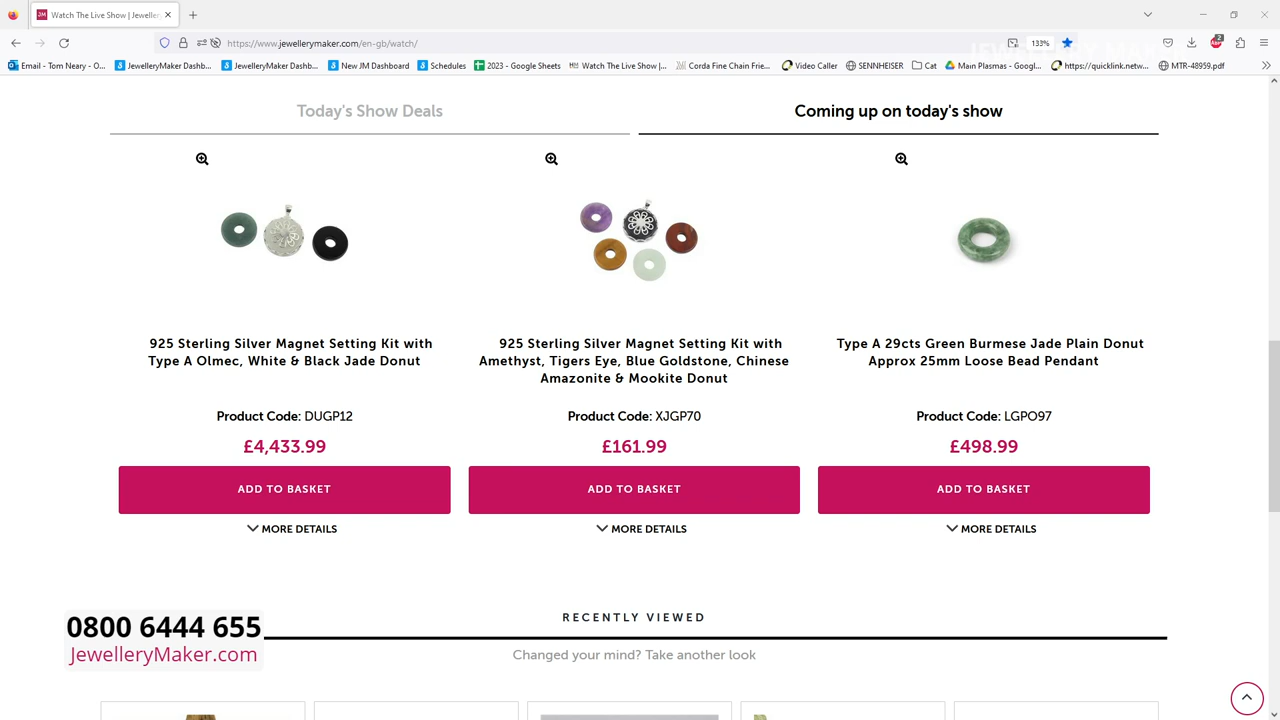 Watch The Live Show | Jeweller
https://www.jewellerymaker.com/en-gb/watch/
133%
2
Email - Tom Neary - O...
JewelleryMaker Dashb...
JewelleryMaker Dashb...
New JM Dashboard
Schedules
2023 - Google Sheets
Watch The Live Show |...
Corda Fine Chain Frie...
Video Caller
SENNHEISER
Cat
Main Plasmas - Googl...
https://quicklink.netw...
MTR-48959.pdf
Today's Show Deals
Coming up on today's show
925 Sterling Silver Magnet Setting Kit with
Type A Olmec, White & Black Jade Donut
Product Code: DUGP12
£4,433.99
ADD TO BASKET
MORE DETAILS
925 Sterling Silver Magnet Setting Kit with
Amethyst, Tigers Eye, Blue Goldstone, Chinese
Amazonite & Mookite Donut
Product Code: XJGP70
£161.99
ADD TO BASKET
MORE DETAILS
Type A 29cts Green Burmese Jade Plain Donut
Approx 25mm Loose Bead Pendant
Product Code: LGPO97
£498.99
ADD TO BASKET
MORE DETAILS
RECENTLY VIEWED
Changed your mind? Take another look
0800 6444 655
JewelleryMaker.com